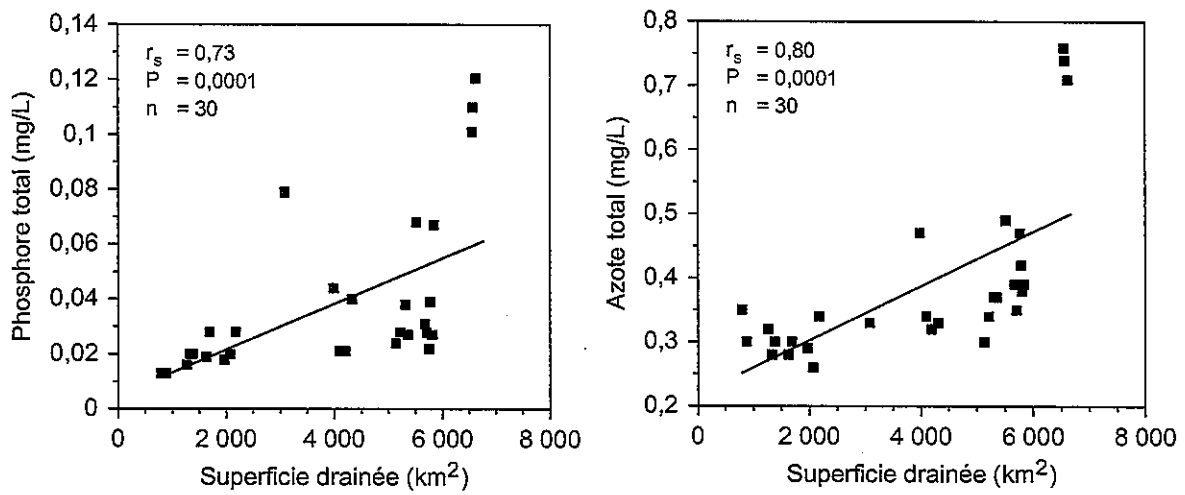 0,14
0,12
0,1
0,08
0,06
0,04
0,02
0
Phosphore total (mg/L)
r_s = 0,73
P = 0,0001
n = 30
0 2 000 4 000 6 000 8 000
Superficie drainée (km²)
0,8
0,7
0,6
0,5
0,4
0,3
0,2
Azote total (mg/L)
r_s = 0,80
P = 0,0001
n = 30
0 2 000 4 000 6 000 8 000
Superficie drainée (km²)